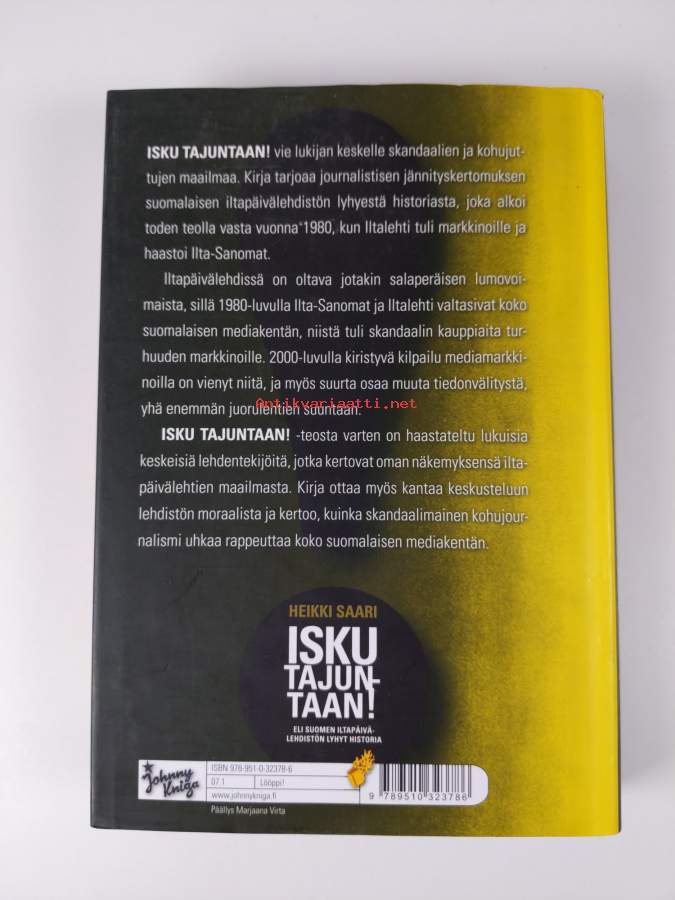 ISKU TAJUNTAAN! vie lukijan keskelle skandaalien ja kohujut-
tujen maailmaa. Kirja tarjoaa journalistisen jännityskertomuksen
suomalaisen iltapäivälehdistön lyhyestä historiasta, joka alkoi
toden teolla vasta vuonna 1980, kun Iltalehti tuli markkinoille ja
haastoi Ilta-Sanomat.
Iltapäivälehdissä on oltava jotakin salaperäisen lumovoi-
maista, sillä 1980-luvulla Ilta-Sanomat ja Iltalehti valtasivat koko
suomalaisen mediakentän, niistä tuli skandaalin kauppiaita tur-
huuden markkinoille. 2000-luvulla kiristyvä kilpailu mediamarkki-
noilla on vienyt niitä, ja myös suurta osaa muuta tiedonvälitystä,
Antikvariaatti.net
yhä enemmän juorulehtien suuntaan.
ISKU TAJUNTAAN! -teosta varten on haastateltu lukuisia
keskeisiä lehdentekijöitä, jotka kertovat oman näkemyksensä ilta-
päivälehtien maailmasta. Kirja ottaa myös kantaa keskusteluun
lehdistön moraalista ja kertoo, kuinka skandaalimainen kohujour-
nalismi uhkaa rappeuttaa koko suomalaisen mediakentän.
HEIKKI SAARI
ISKU
TAJUN-
TAAN!
ELI SUOMEN ILTAPÄIVÄ-
LEHDISTÖN LYHYT HISTORIA
Johnny
Kniga
ISBN 978-951-0-32378-6
07.1 Lööppi!
www.johnnykniga.fi
9 789510 323786
Päällys Marjaana Virta